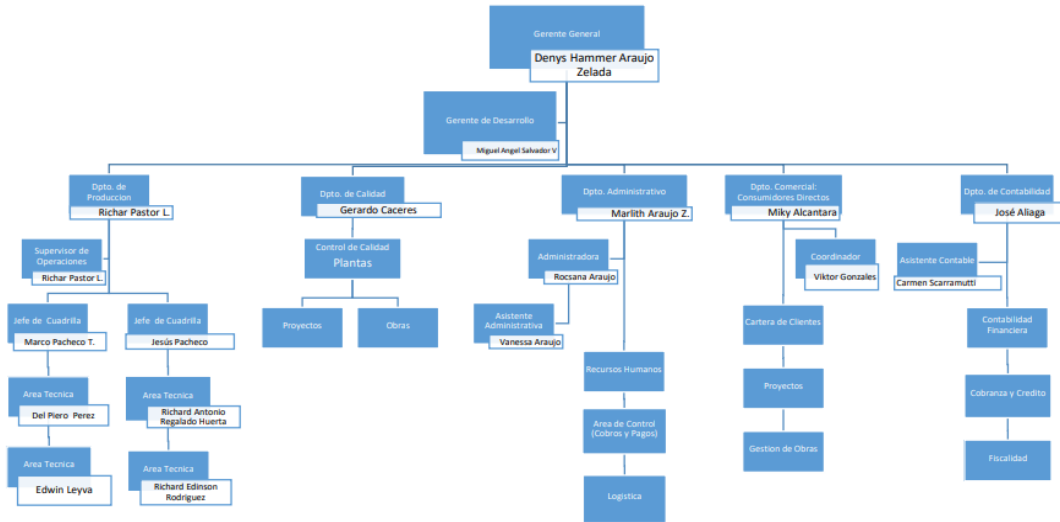 Gerente General
Denys Hammer Araujo
Zelada
Gerente de Desarrollo
Miguel Angel Salvador V
Dpto. de
Produccion
Richar Pastor L.
Supervisor de
Operaciones
Richar Pastor L.
Jefe de Cuadrilla
Marco Pacheco T.
Area Tecnica
Del Piero Perez
Area Tecnica
Edwin Leyva
Jefe de Cuadrilla
Jesús Pacheco
Area Tecnica
Richard Antonio
Regalado Huerta
Area Tecnica
Richard Edinson
Rodriguez
Dpto. de Calidad
Gerardo Caceres
Control de Calidad
Plantas
Proyectos
Obras
Dpto. Administrativo
Marlith Araujo Z.
Administradora
Rocsana Araujo
Asistente
Administrativa
Vanessa Araujo
Recursos Humanos
Area de Control
(Cobros y Pagos)
Logistica
Dpto. Comercial:
Consumidores Directos
Miky Alcantara
Coordinador
Viktor Gonzales
Cartera de Clientes
Proyectos
Gestion de Obras
Dpto. de Contabilidad
José Aliaga
Asistente Contable
Carmen Scarramutti
Contabilidad
Financiera
Cobranza y Credito
Fiscalidad